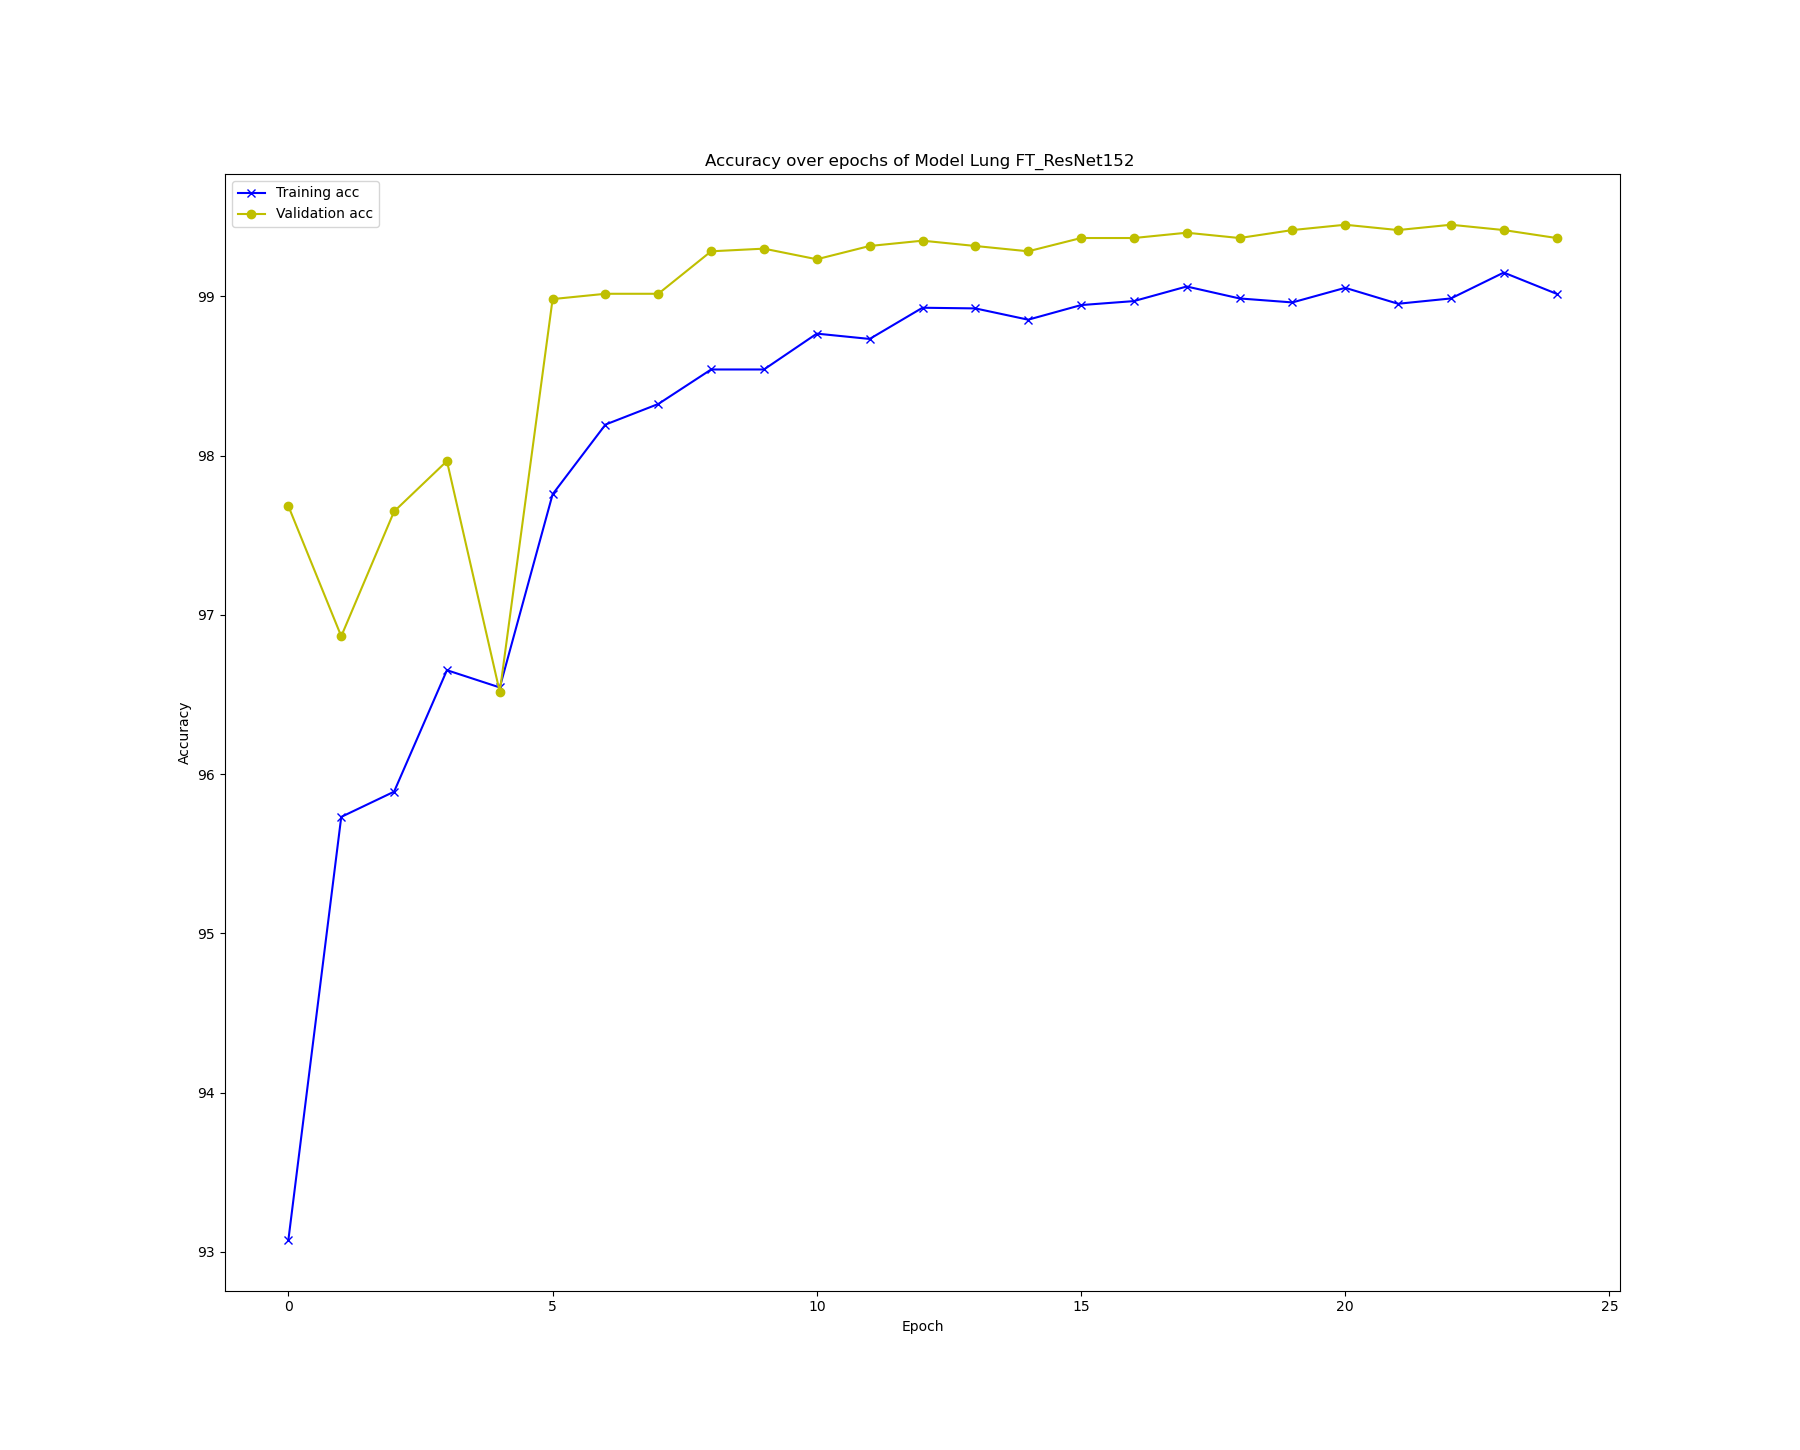 Accuracy over epochs of Model Lung FT_ResNet152
Training acc
Validation acc
99
98
97
96
95
94
93
Accuracy
0 5 10 15 20 25
Epoch